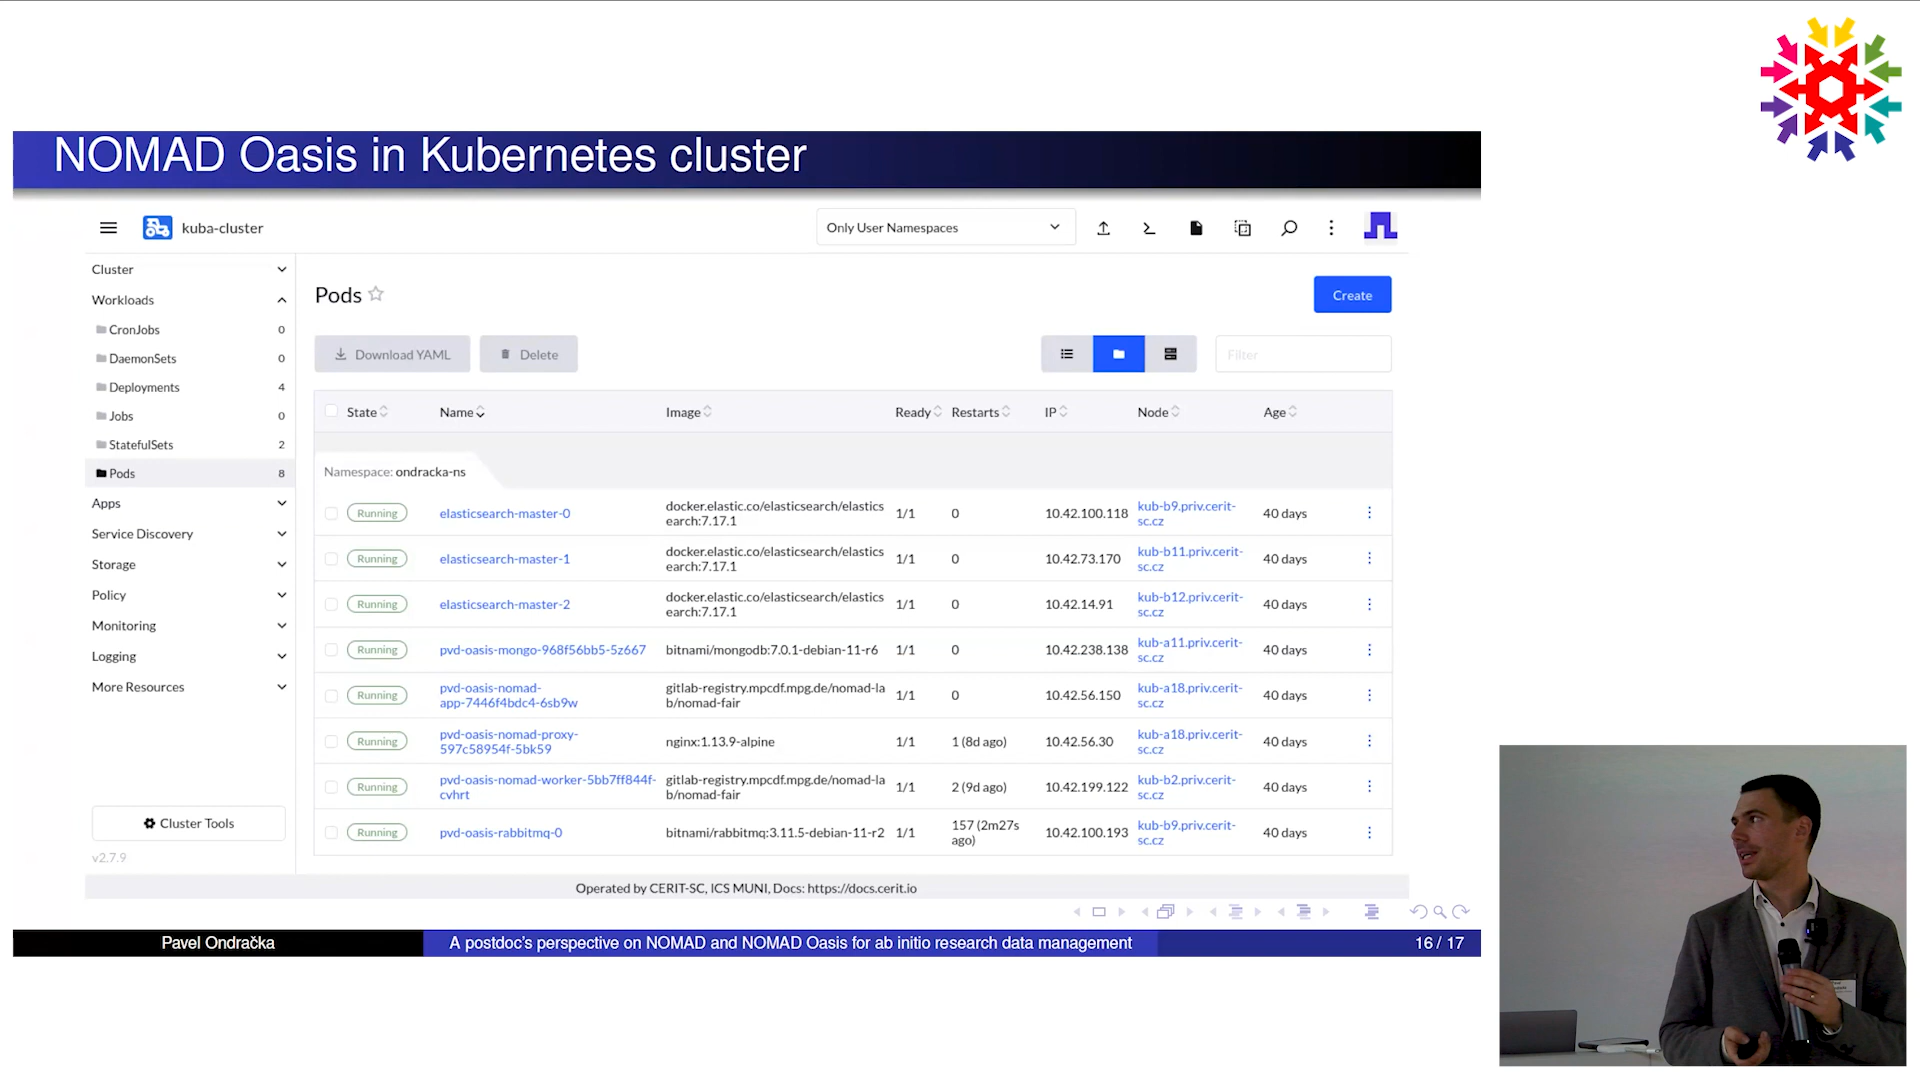 NOMAD Oasis in Kubernetes cluster
kuba-cluster
Only User Namespaces
Cluster
Workloads
CronJobs 0
DaemonSets 0
Deployments 4
Jobs 0
StatefulSets 2
Pods 8
Apps
Service Discovery
Storage
Policy
Monitoring
Logging
More Resources
Cluster Tools
v2.7.9
Pods
Create
Download YAML
Delete
Filter
State Name Image Ready Restarts IP Node Age
Namespace: ondracka-ns
Running elasticsearch-master-0 docker.elastic.co/elasticsearch/elastics 1/1 0 10.42.100.118 kub-b9.priv.cerit- 40 days
earch:7.17.1 sc.cz
Running elasticsearch-master-1 docker.elastic.co/elasticsearch/elastics 1/1 0 10.42.73.170 kub-b11.priv.cerit- 40 days
earch:7.17.1 sc.cz
Running elasticsearch-master-2 docker.elastic.co/elasticsearch/elastics 1/1 0 10.42.14.91 kub-b12.priv.cerit- 40 days
earch:7.17.1 sc.cz
Running pvd-oasis-mongo-968f56bb5-5z667 bitnami/mongodb:7.0.1-debian-11-r6 1/1 0 10.42.238.138 kub-a11.priv.cerit- 40 days
sc.cz
Running pvd-oasis-nomad- gitlab-registry.mpcdf.mpg.de/nomad-la 1/1 0 10.42.56.150 kub-a18.priv.cerit- 40 days
app-7446f4bdc4-6sb9w b/nomad-fair sc.cz
Running pvd-oasis-nomad-proxy- nginx:1.13.9-alpine 1/1 1 (8d ago) 10.42.56.30 kub-a18.priv.cerit- 40 days
597c58954f-5bk59 sc.cz
Running pvd-oasis-nomad-worker-5bb7ff844f- gitlab-registry.mpcdf.mpg.de/nomad-la 1/1 2 (9d ago) 10.42.199.122 kub-b2.priv.cerit- 40 days
cvhrt b/nomad-fair sc.cz
Running pvd-oasis-rabbitmq-0 bitnami/rabbitmq:3.11.5-debian-11-r2 1/1 157 (2m27s 10.42.100.193 kub-b9.priv.cerit- 40 days
ago) sc.cz
Operated by CERIT-SC, ICS MUNI, Docs: https://docs.cerit.io
Pavel Ondračka
A postdoc's perspective on NOMAD and NOMAD Oasis for ab initio research data management
16 / 17